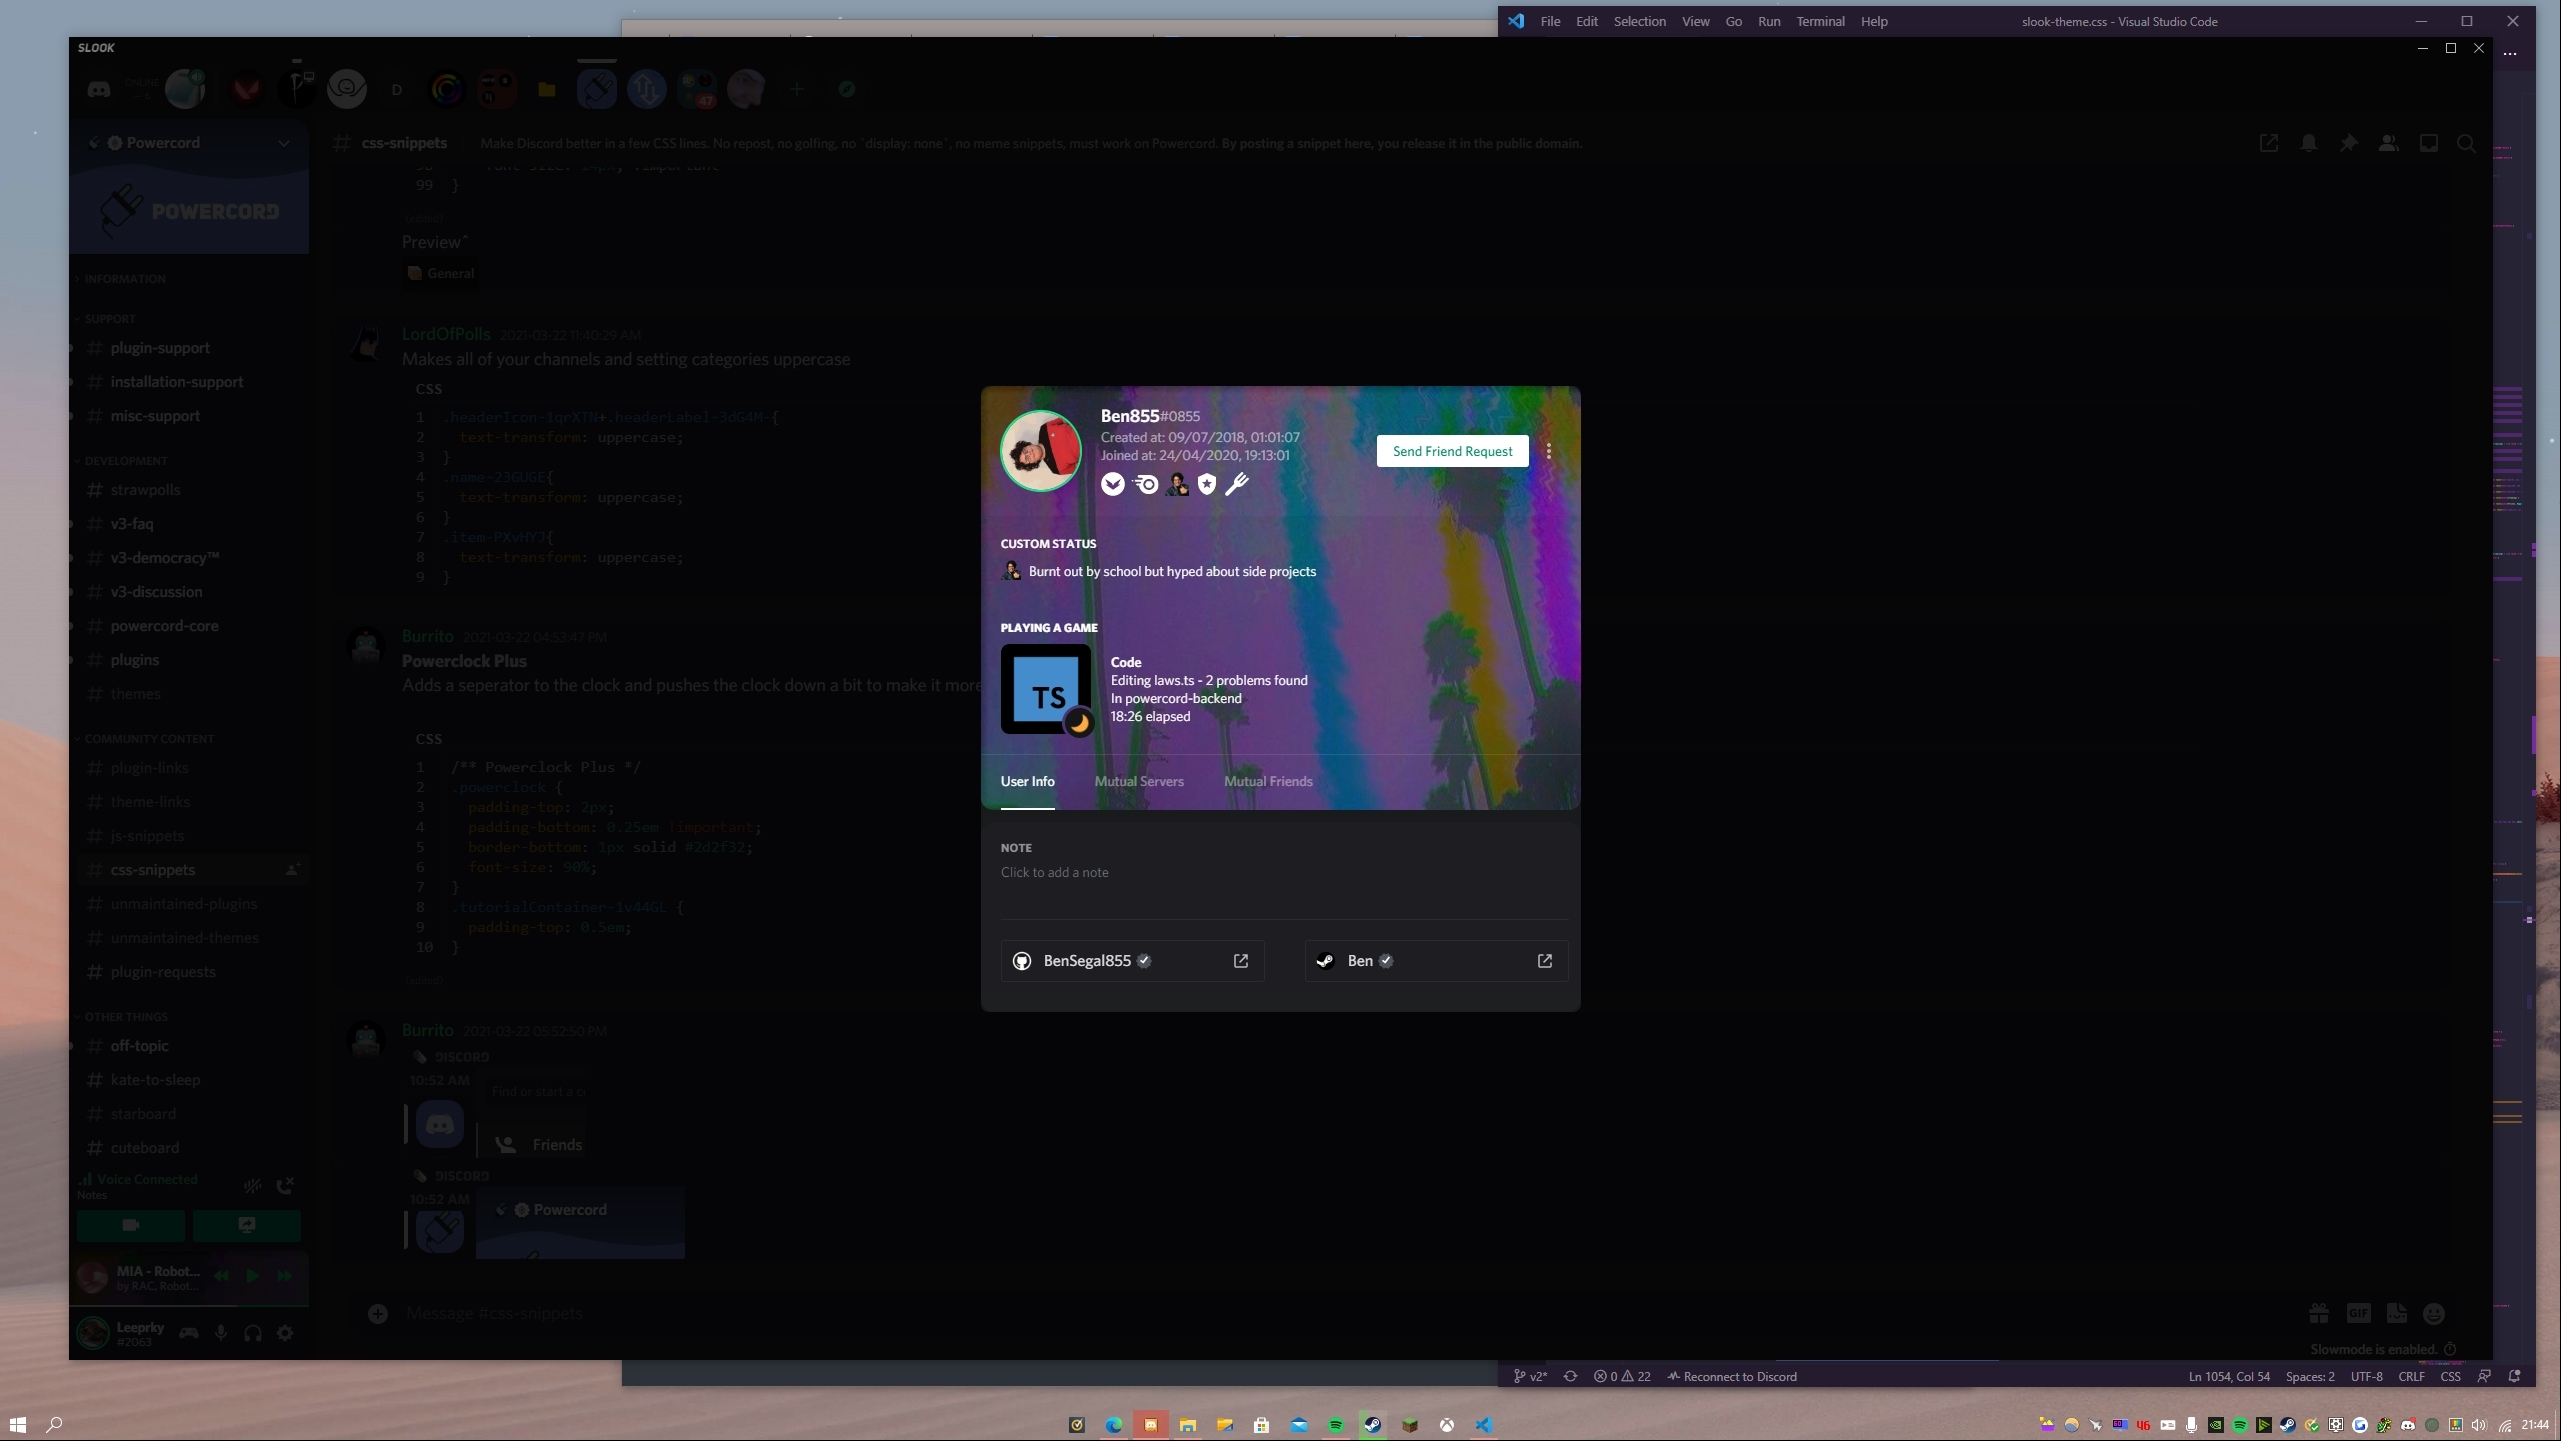 File Edit Selection View Go Run Terminal Help
slook-theme.css - Visual Studio Code
SLOOK
ONLINE
D
47
Powercord
POWERCORD
INFORMATION
SUPPORT
plugin-support
installation-support
misc-support
DEVELOPMENT
strawpolls
v3-faq
v3-democracy™
v3-discussion
powercord-core
plugins
themes
COMMUNITY CONTENT
plugin-links
theme-links
js-snippets
css-snippets
unmaintained-plugins
unmaintained-themes
plugin-requests
OTHER THINGS
off-topic
kate-to-sleep
starboard
cuteboard
Voice Connected
Notes
MIA - Robot...
by RAC, Robot...
Leeprky
#2063
css-snippets
Make Discord better in a few CSS lines. No repost, no golfing, no `display: none`, no meme snippets, must work on Powercord. By posting a snippet here, you release it in the public domain.
99 }
(edited)
Preview^
General
LordOfPolls 2021-03-22 11:40:29 AM
Makes all of your channels and setting categories uppercase
CSS
1 .headerIcon-1qrXTN+.headerLabel-3dG4M-{
2 text-transform: uppercase;
3 }
4 .name-23GUGE{
5 text-transform: uppercase;
6 }
7 .item-PXvHYJ{
8 text-transform: uppercase;
9 }
Burrito 2021-03-22 04:53:47 PM
Powerclock Plus
Adds a seperator to the clock and pushes the clock down a bit to make it more
CSS
1 /** Powerclock Plus */
2 .powerclock {
3 padding-top: 2px;
4 padding-bottom: 0.25em !important;
5 border-bottom: 1px solid #2d2f32;
6 font-size: 90%;
7 }
8 .tutorialContainer-1v44GL {
9 padding-top: 0.5em;
10 }
(edited)
Burrito 2021-03-22 05:52:50 PM
DISCORD
10:52 AM
Find or start a c
Friends
DISCORD
10:52 AM
Powercord
Message #css-snippets
GIF
Slowmode is enabled.
Ben855#0855
Created at: 09/07/2018, 01:01:07
Joined at: 24/04/2020, 19:13:01
Send Friend Request
CUSTOM STATUS
Burnt out by school but hyped about side projects
PLAYING A GAME
TS
Code
Editing laws.ts - 2 problems found
In powercord-backend
18:26 elapsed
User Info
Mutual Servers
Mutual Friends
NOTE
Click to add a note
BenSegal855
Ben
v2* 0 22 Reconnect to Discord
Ln 1054, Col 54 Spaces: 2 UTF-8 CRLF CSS
46
21:44